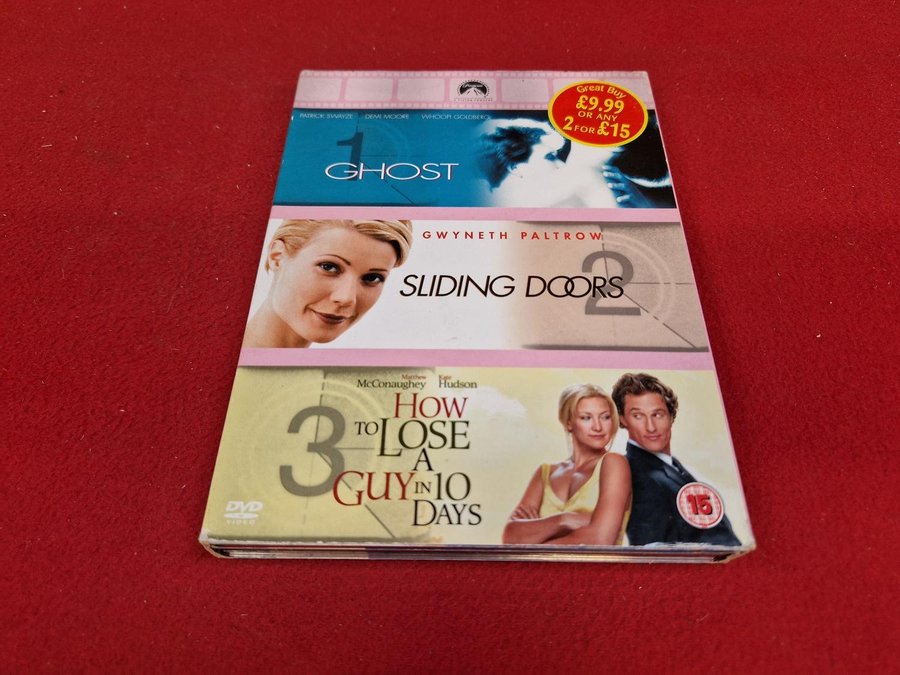 Great Buy
£9.99
OR ANY
2 FOR £15
PATRICK SWAYZE DEMI MOORE WHOOPI GOLDBERG
1
GHOST
GWYNETH PALTROW
2
SLIDING DOORS
Matthew McConaughey Kate Hudson
3
HOW
TO LOSE
A
GUY IN 10
DAYS
DVD
VIDEO
15